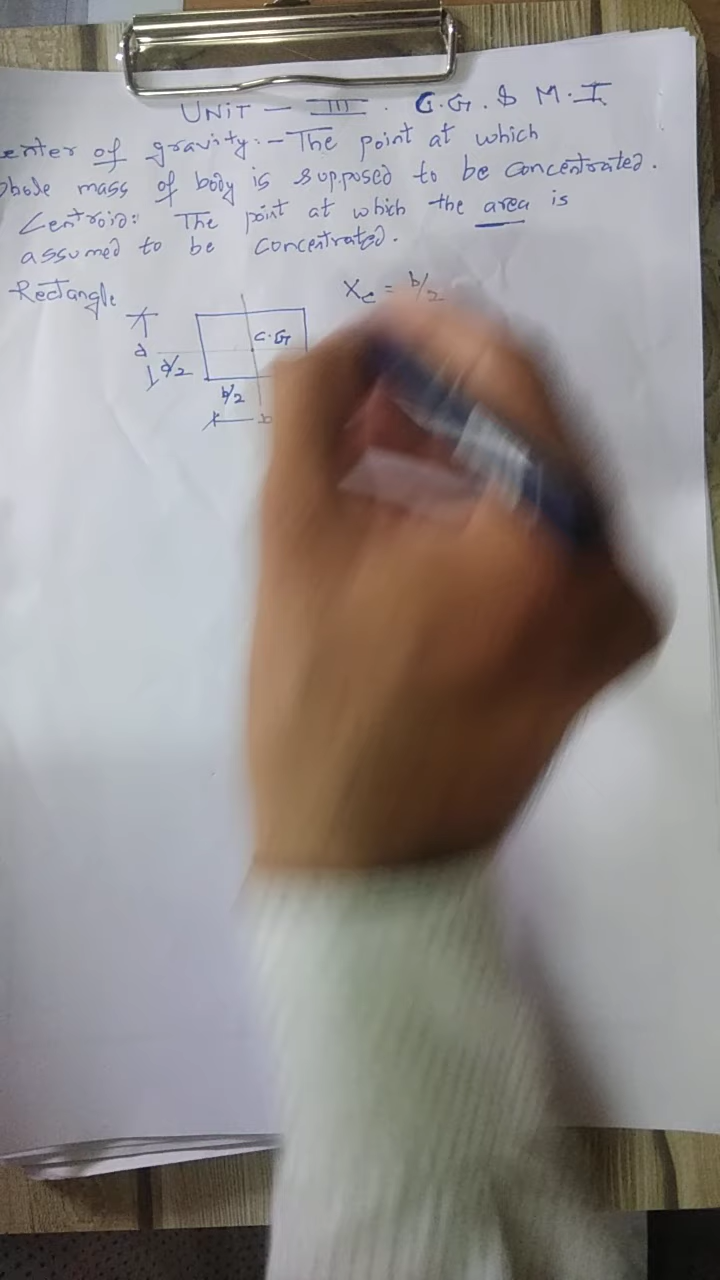 UNIT — III. C.G. & M.I
enter of gravity:- The point at which
whole mass of body is supposed to be concentrated.
Centroid: The point at which the area is
assumed to be concentrated.
Rectangle
Xc = b/2
C.G
d
d/2
b/2
b